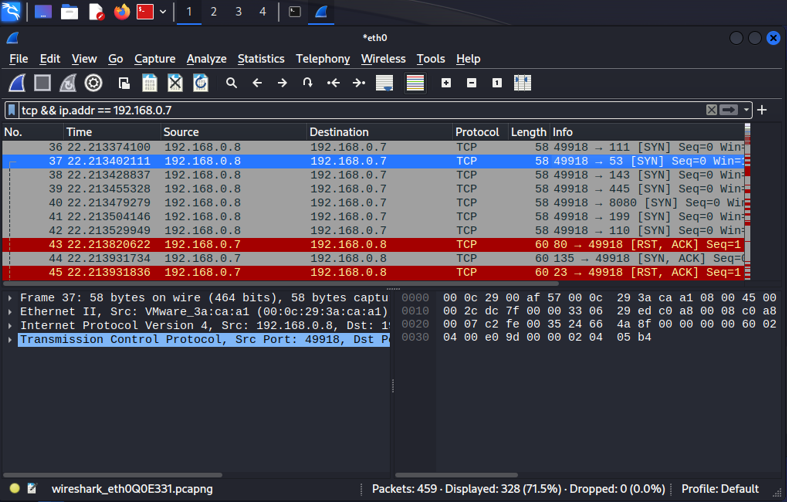 1 2 3 4
*eth0
File Edit View Go Capture Analyze Statistics Telephony Wireless Tools Help
tcp && ip.addr == 192.168.0.7
No. Time Source Destination Protocol Length Info
36 22.213374100 192.168.0.8 192.168.0.7 TCP 58 49918 → 111 [SYN] Seq=0 Win=
37 22.213402111 192.168.0.8 192.168.0.7 TCP 58 49918 → 53 [SYN] Seq=0 Win=
38 22.213428837 192.168.0.8 192.168.0.7 TCP 58 49918 → 143 [SYN] Seq=0 Win=
39 22.213455328 192.168.0.8 192.168.0.7 TCP 58 49918 → 445 [SYN] Seq=0 Win=
40 22.213479279 192.168.0.8 192.168.0.7 TCP 58 49918 → 8080 [SYN] Seq=0 Wi
41 22.213504146 192.168.0.8 192.168.0.7 TCP 58 49918 → 199 [SYN] Seq=0 Win=
42 22.213529949 192.168.0.8 192.168.0.7 TCP 58 49918 → 110 [SYN] Seq=0 Win=
43 22.213820622 192.168.0.7 192.168.0.8 TCP 60 80 → 49918 [RST, ACK] Seq=1
44 22.213931734 192.168.0.7 192.168.0.8 TCP 60 135 → 49918 [SYN, ACK] Seq=
45 22.213931836 192.168.0.7 192.168.0.8 TCP 60 23 → 49918 [RST, ACK] Seq=1
Frame 37: 58 bytes on wire (464 bits), 58 bytes captu
Ethernet II, Src: VMware_3a:ca:a1 (00:0c:29:3a:ca:a1)
Internet Protocol Version 4, Src: 192.168.0.8, Dst: 19
Transmission Control Protocol, Src Port: 49918, Dst Po
0000 00 0c 29 00 af 57 00 0c 29 3a ca a1 08 00 45 00
0010 00 2c dc 7f 00 00 33 06 29 ed c0 a8 00 08 c0 a8
0020 00 07 c2 fe 00 35 24 66 4a 8f 00 00 00 00 60 02
0030 04 00 e0 9d 00 00 02 04 05 b4
wireshark_eth0Q0E331.pcapng Packets: 459 · Displayed: 328 (71.5%) · Dropped: 0 (0.0%) Profile: Default